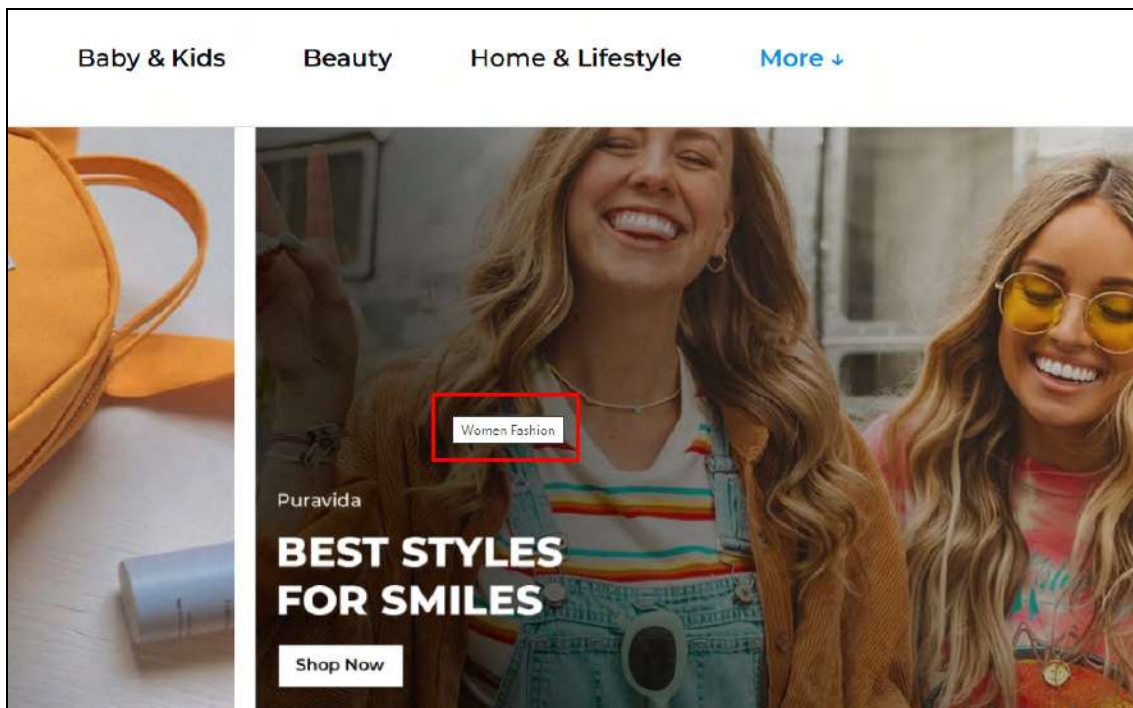 Baby & Kids Beauty Home & Lifestyle More ↓
Women Fashion
Puravida
BEST STYLES
FOR SMILES
Shop Now